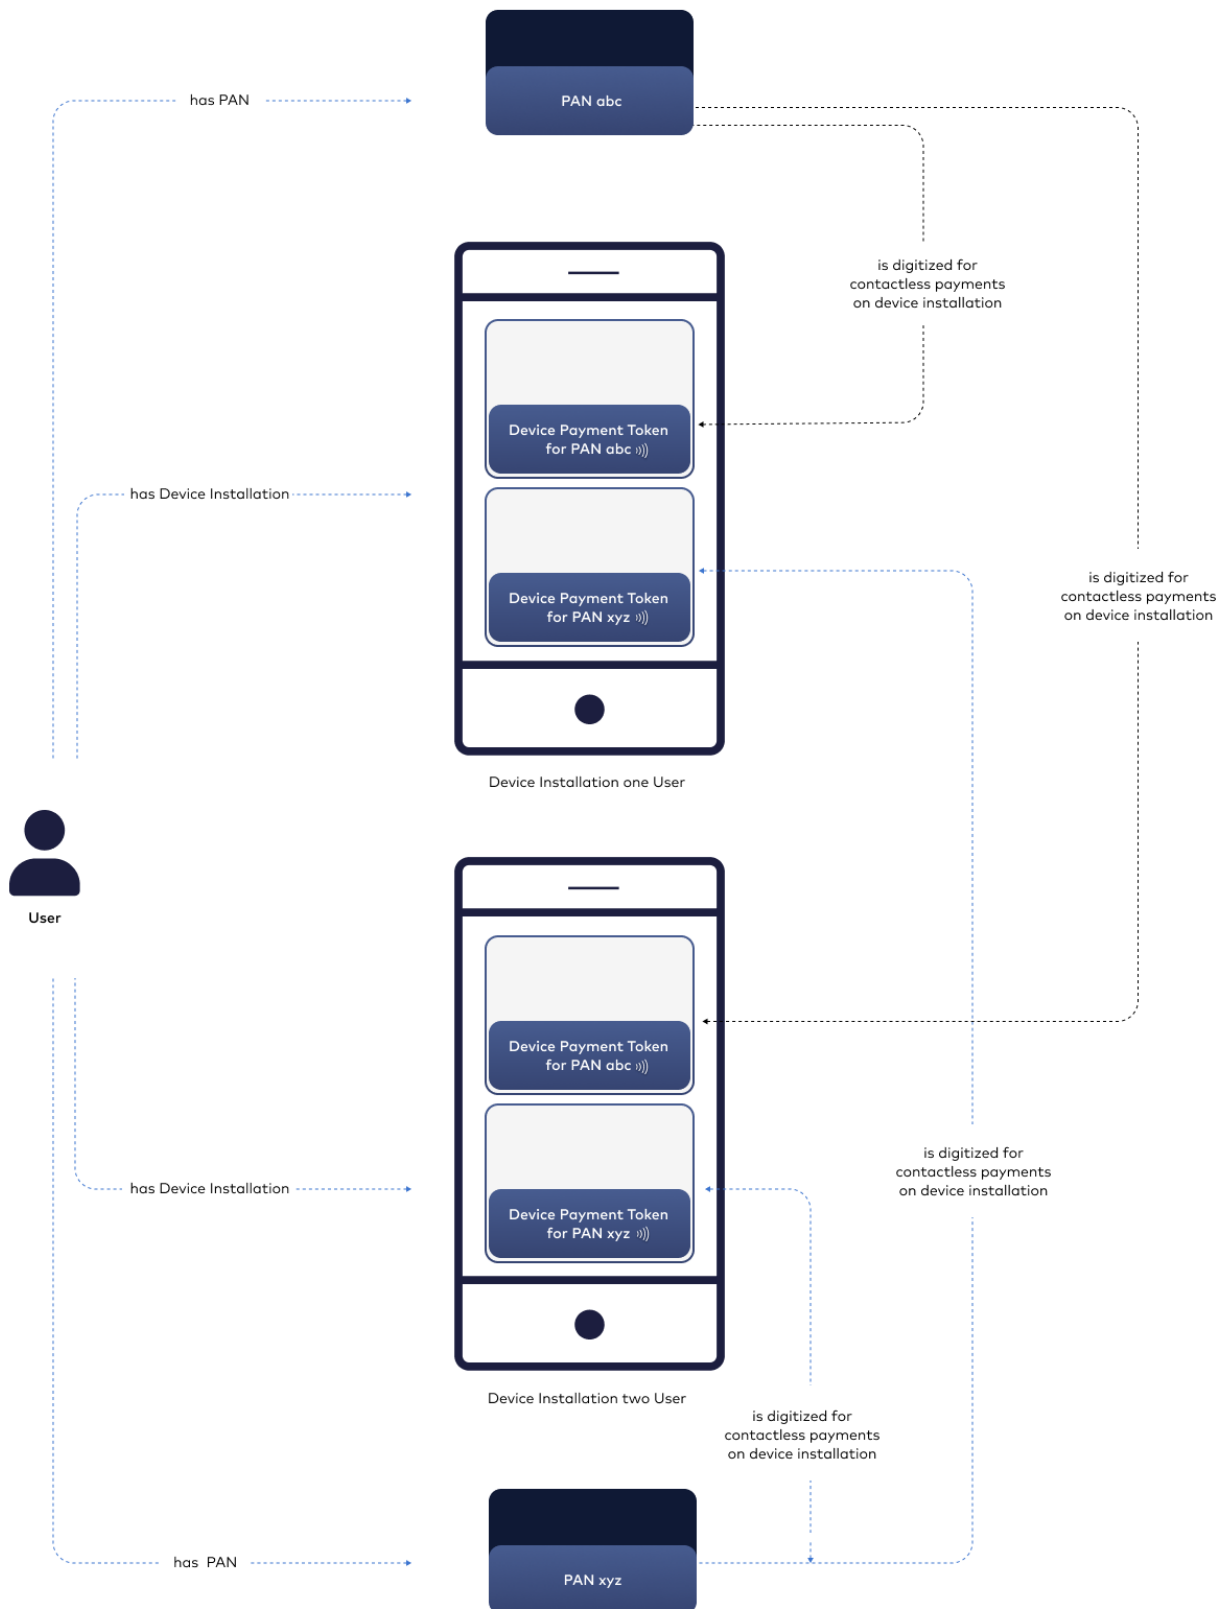 has PAN
PAN abc
is digitized for
contactless payments
on device installation
Device Payment Token
for PAN abc
has Device Installation
is digitized for
contactless payments
on device installation
Device Payment Token
for PAN xyz
Device Installation one User
User
Device Payment Token
for PAN abc
is digitized for
contactless payments
on device installation
has Device Installation
Device Payment Token
for PAN xyz
Device Installation two User
is digitized for
contactless payments
on device installation
has PAN
PAN xyz